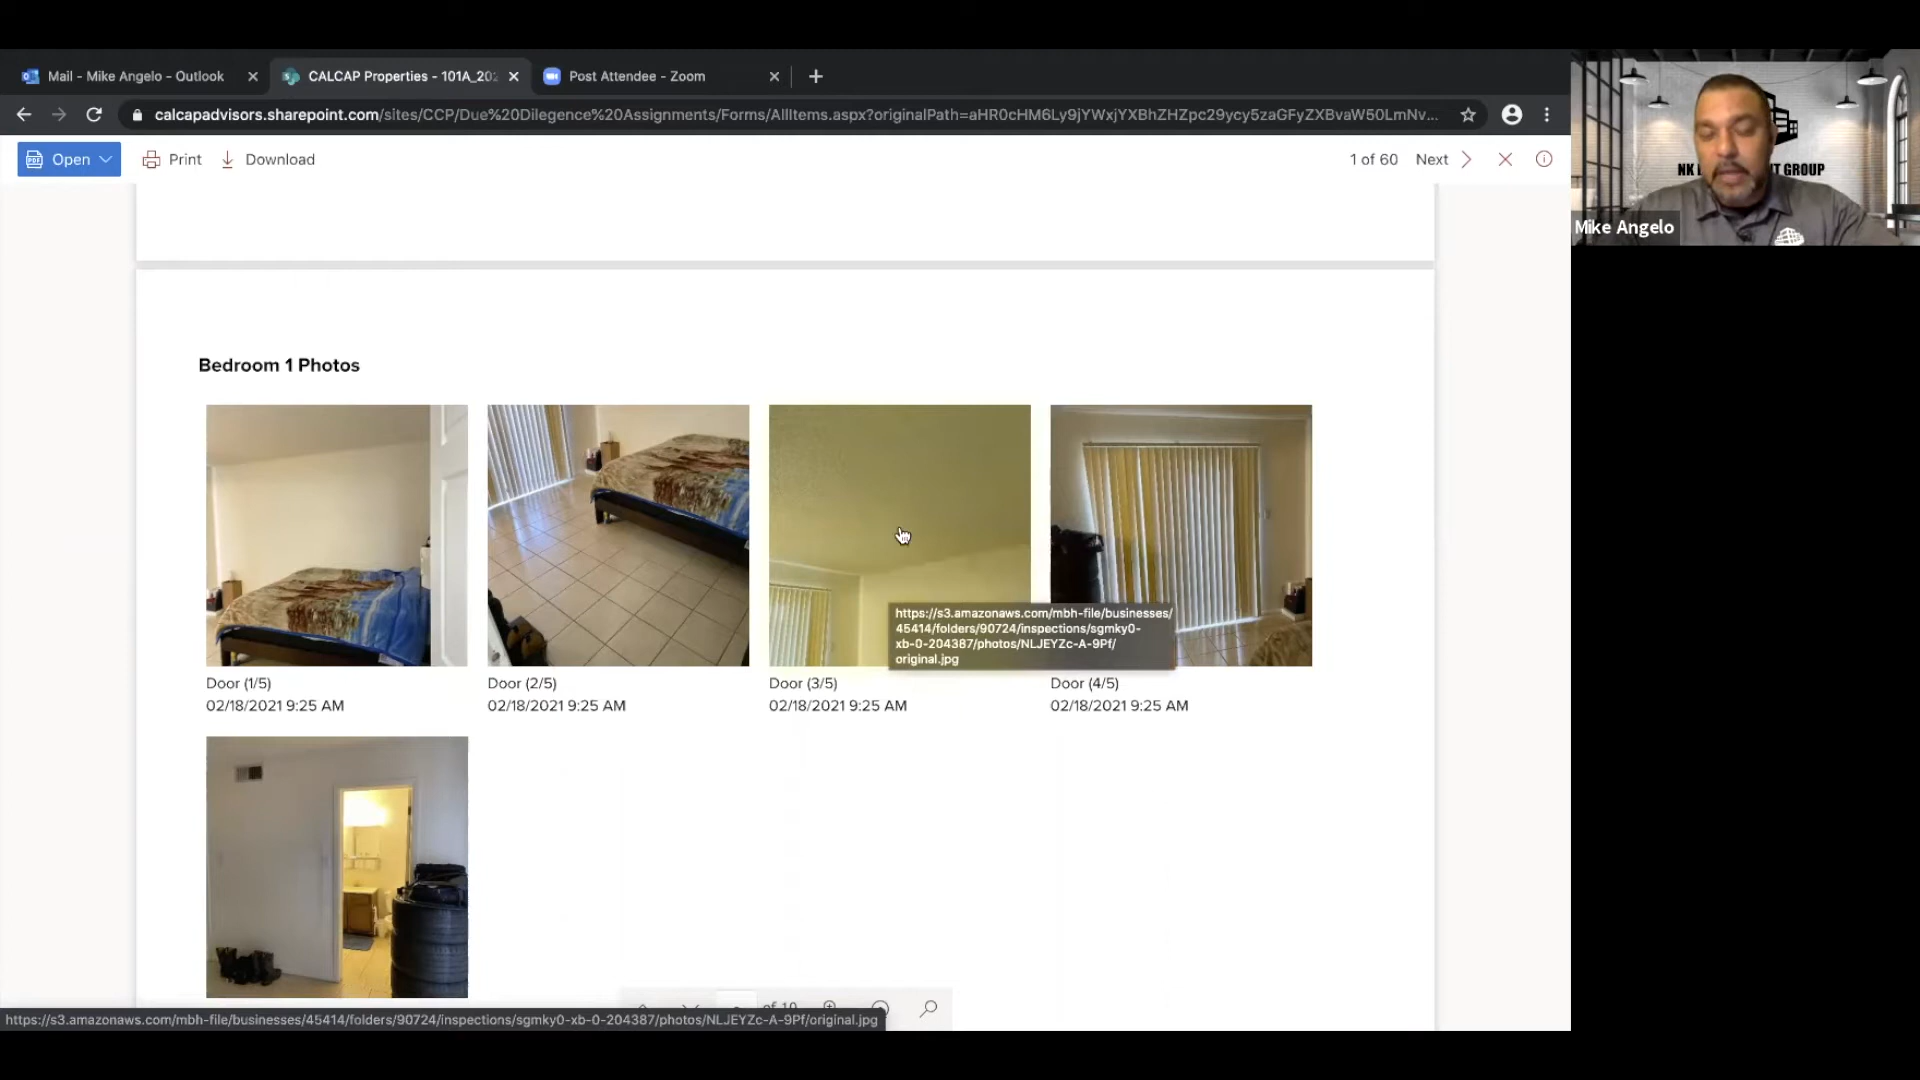 Mail - Mike Angelo - Outlook
CALCAP Properties - 101A_202
Post Attendee - Zoom
calcapadvisors.sharepoint.com/sites/CCP/Due%20Dilegence%20Assignments/Forms/AllItems.aspx?originalPath=aHR0cHM6Ly9jYWxjYXBhZHZpc29ycy5zaGFyZXBvaW50LmNv...
PDF
Open
Print
Download
1 of 60
Next
NK
T GROUP
Mike Angelo
Bedroom 1 Photos
https://s3.amazonaws.com/mbh-file/businesses/
45414/folders/90724/inspections/sgmky0-
xb-0-204387/photos/NLJEYZc-A-9Pf/
original.jpg
Door (1/5)
Door (2/5)
Door (3/5)
Door (4/5)
02/18/2021 9:25 AM
02/18/2021 9:25 AM
02/18/2021 9:25 AM
02/18/2021 9:25 AM
of 10
https://s3.amazonaws.com/mbh-file/businesses/45414/folders/90724/inspections/sgmky0-xb-0-204387/photos/NLJEYZc-A-9Pf/original.jpg